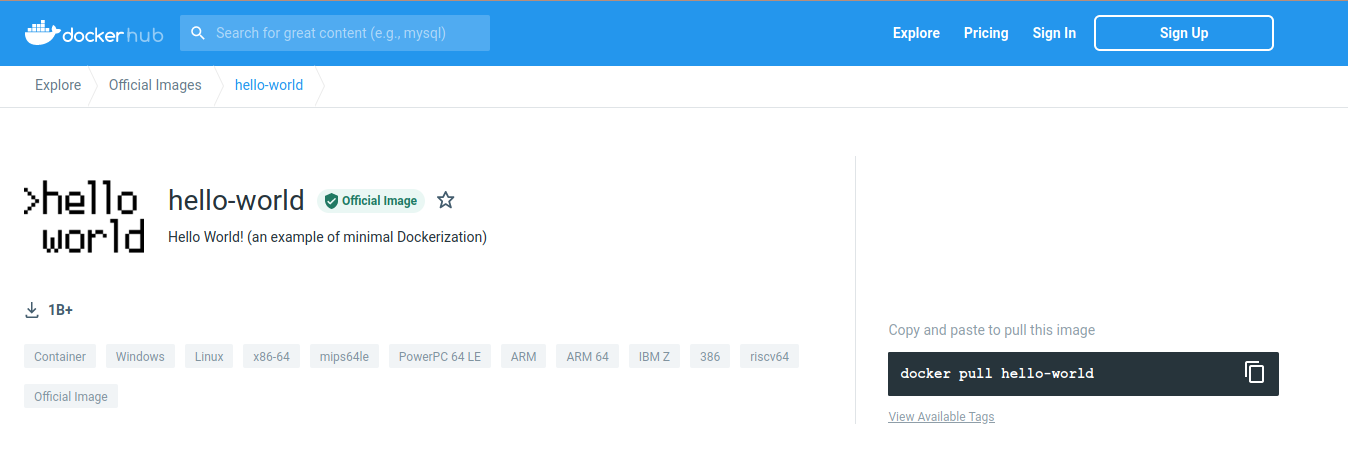 docker hub
Search for great content (e.g., mysql)
Explore Pricing Sign In Sign Up
Explore Official Images hello-world
>hello
world
hello-world Official Image
Hello World! (an example of minimal Dockerization)
1B+
Container Windows Linux x86-64 mips64le PowerPC 64 LE ARM ARM 64 IBM Z 386 riscv64
Official Image
Copy and paste to pull this image
docker pull hello-world
View Available Tags